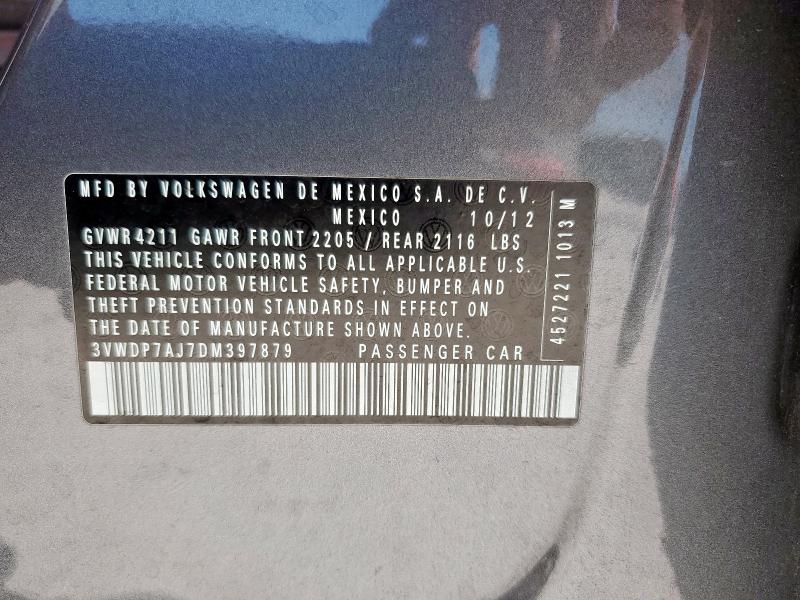 MFD BY VOLKSWAGEN DE MEXICO S.A. DE C.V.
MEXICO 10/12
GVWR 4211 GAWR FRONT 2205 / REAR 2116 LBS
THIS VEHICLE CONFORMS TO ALL APPLICABLE U.S.
FEDERAL MOTOR VEHICLE SAFETY, BUMPER AND
THEFT PREVENTION STANDARDS IN EFFECT ON
THE DATE OF MANUFACTURE SHOWN ABOVE.
3VWDP7AJ7DM397879 PASSENGER CAR
4527221 1013 M